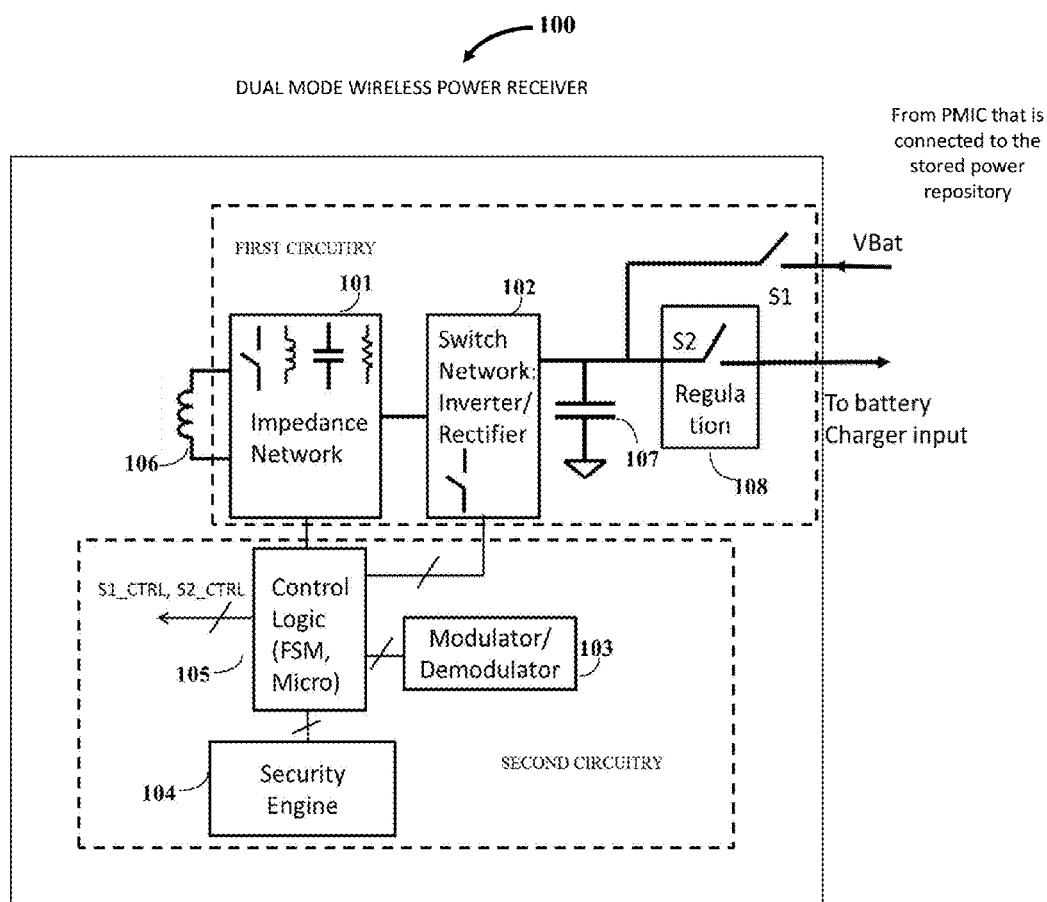 100
DUAL MODE WIRELESS POWER RECEIVER
From PMIC that is
connected to the
stored power
repository
FIRST CIRCUITRY
101
102
VBat
S1
Impedance
Network
Switch
Network:
Inverter/
Rectifier
S2
Regula
tion
To battery
Charger input
106
107
108
S1_CTRL, S2_CTRL
Control
Logic
(FSM,
Micro)
105
Modulator/
Demodulator
103
SECOND CIRCUITRY
104
Security
Engine